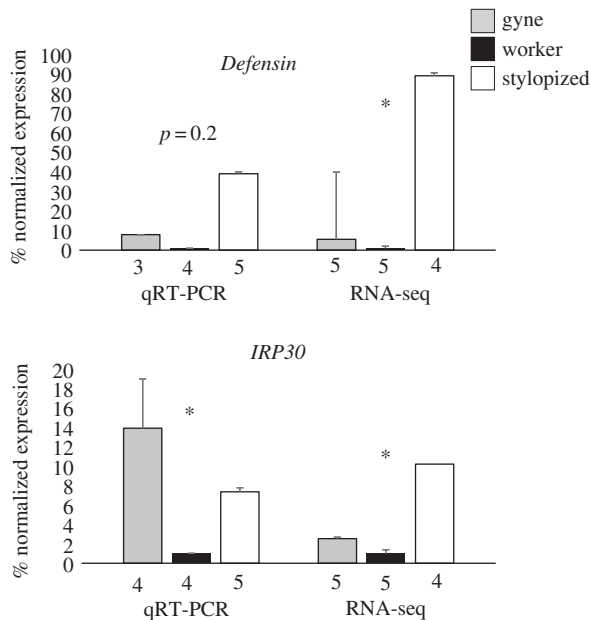 gyne
worker
stylopized
Defensin
% normalized expression
100
90
80
70
60
50
40
30
20
10
0
p = 0.2
*
3 4 5 5 5 4
qRT-PCR RNA-seq
IRP30
% normalized expression
20
18
16
14
12
10
8
6
4
2
0
* *
4 4 5 5 5 4
qRT-PCR RNA-seq